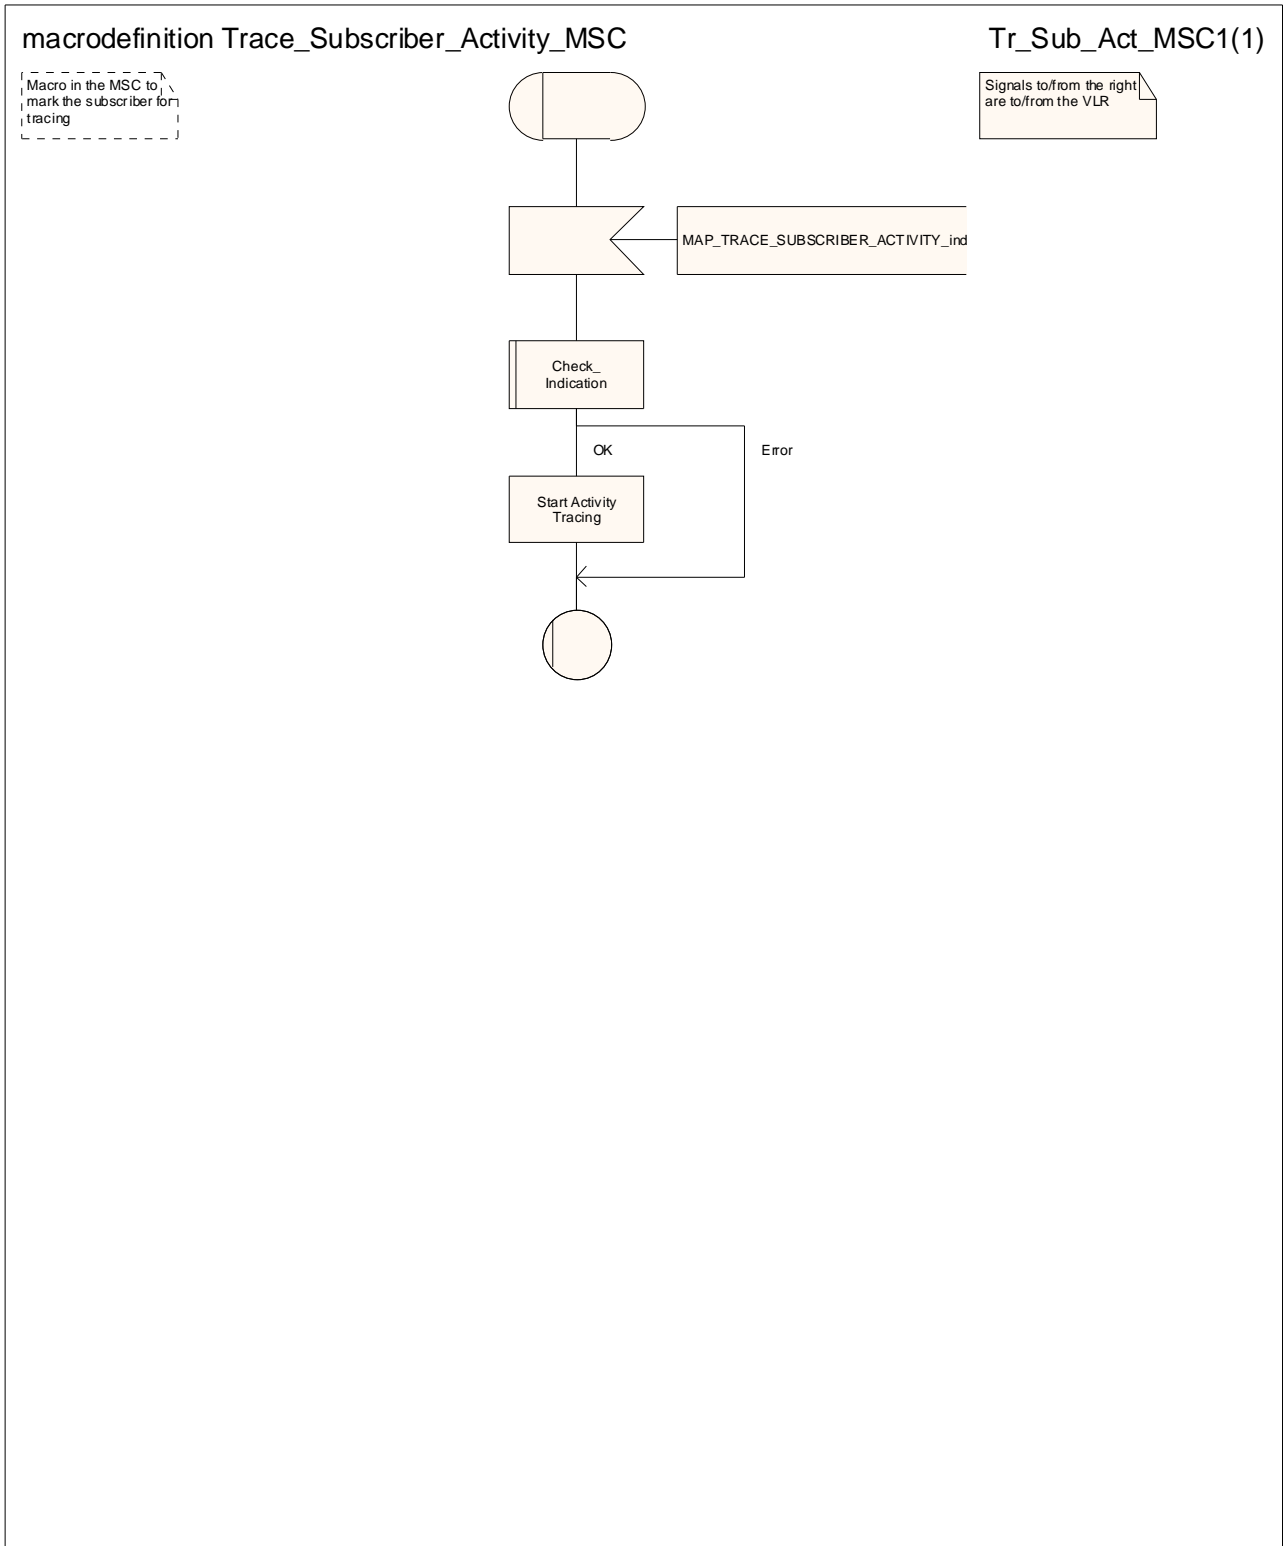 macrodefinition Trace_Subscriber_Activity_MSC
Tr_Sub_Act_MSC1(1)
Macro in the MSC to
mark the subscriber for
tracing
Signals to/from the right
are to/from the VLR
MAP_TRACE_SUBSCRIBER_ACTIVITY_ind
Check_
Indication
OK
Error
Start Activity
Tracing